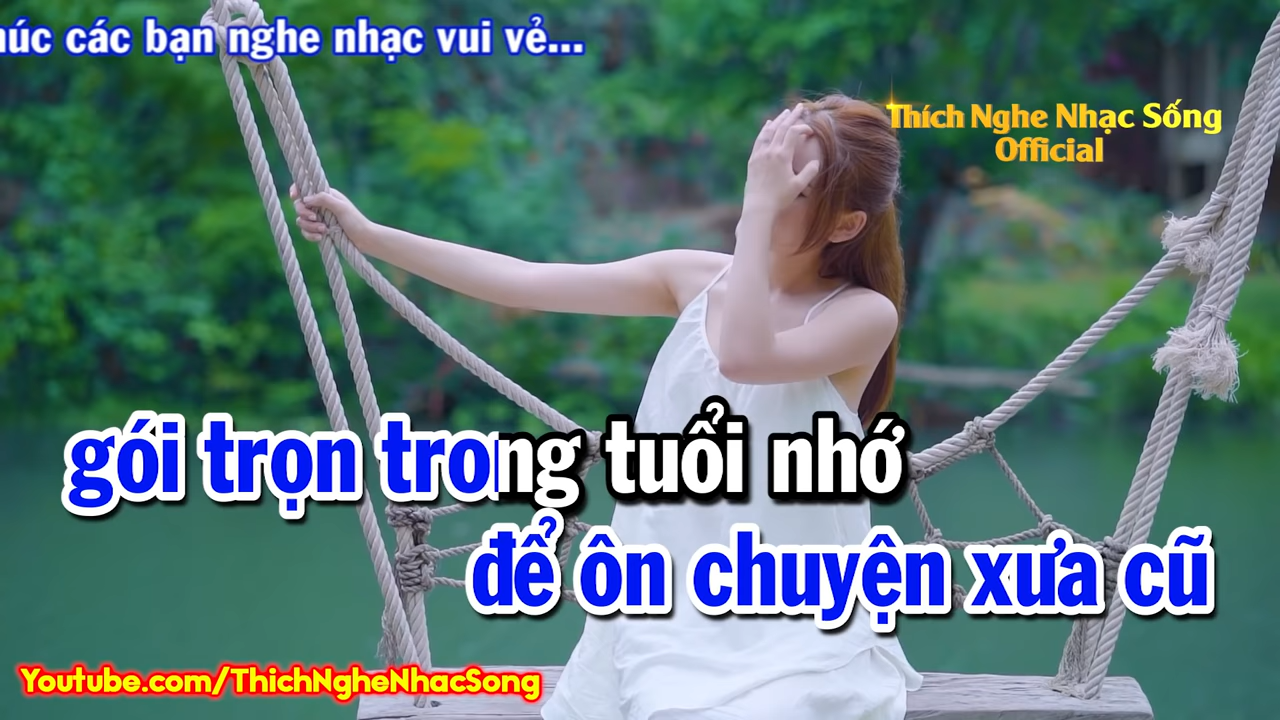 các bạn nghe nhạc vui vẻ...
Thích Nghe Nhạc Sống
Official
gói trọn trong tuổi nhớ
để ôn chuyện xưa cũ
Youtube.com/ThichNgheNhacSong